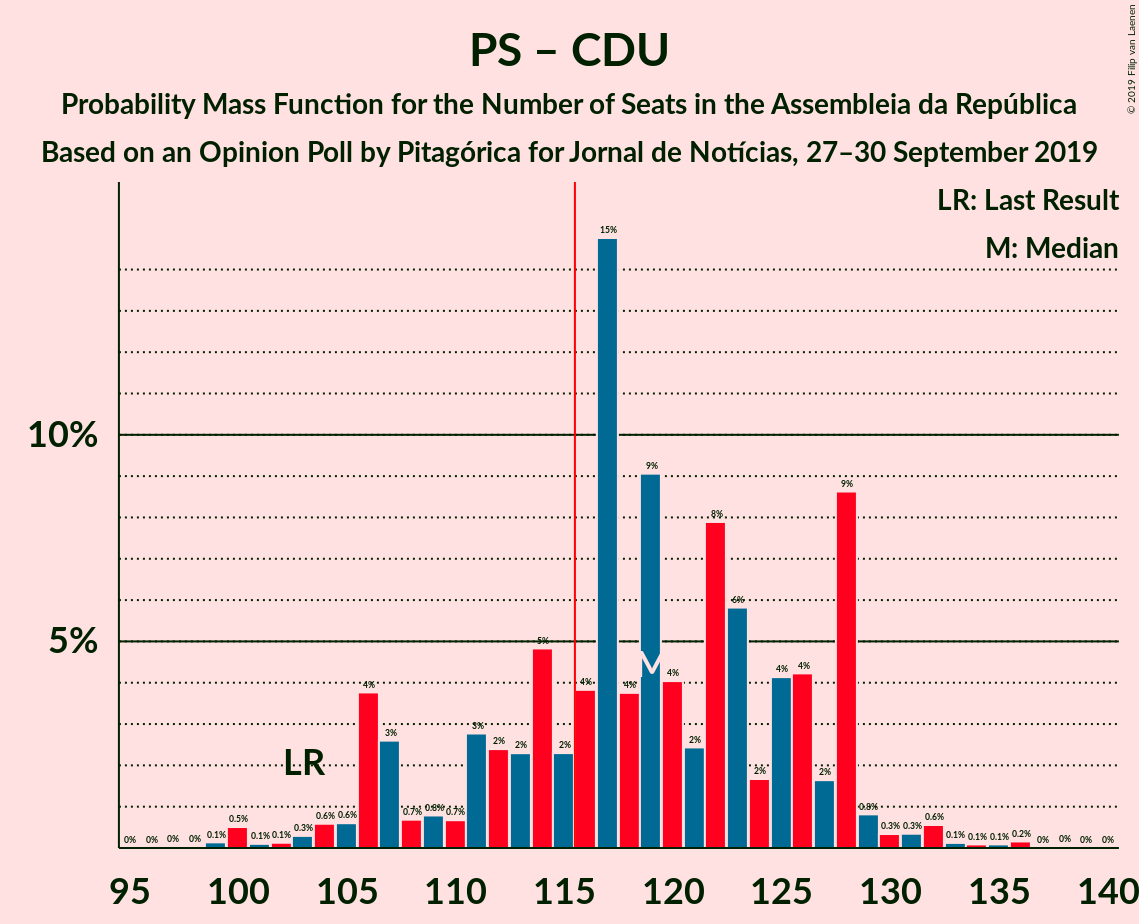 PS – CDU
Probability Mass Function for the Number of Seats in the Assembleia da República
Based on an Opinion Poll by Pitagórica for Jornal de Notícias, 27–30 September 2019
© 2019 Filip van Laenen
LR: Last Result
M: Median
10%
5%
0% 0% 0% 0% 0.1% 0.5% 0.1% 0.1% 0.3% 0.6% 0.6% 4% 3% 0.7% 0.8% 0.7% 3% 2% 2% 5% 2% 4% 15% 4% 9% 4% 2% 8% 6% 2% 4% 4% 2% 9% 0.8% 0.3% 0.3% 0.6% 0.1% 0.1% 0.1% 0.2% 0% 0% 0% 0%
LR
M
95 100 105 110 115 120 125 130 135 140